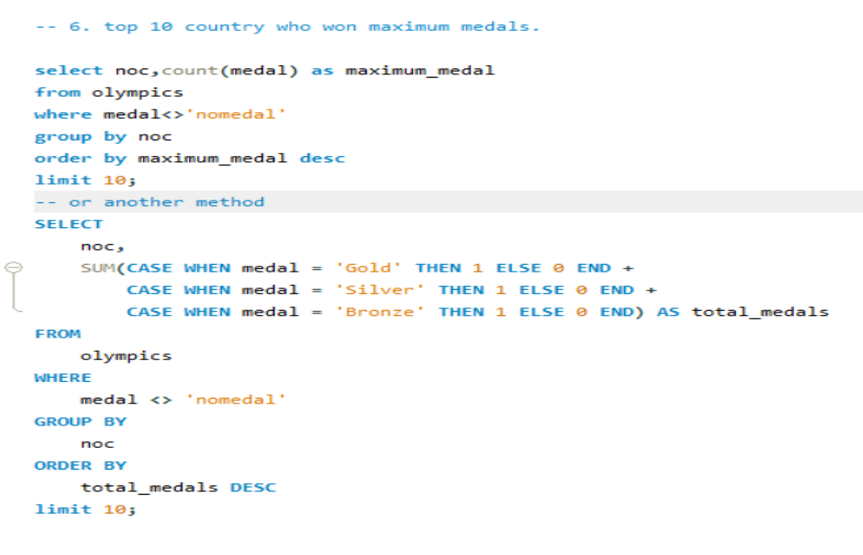 -- 6. top 10 country who won maximum medals.
select noc,count(medal) as maximum_medal
from olympics
where medal<>'nomedal'
group by noc
order by maximum_medal desc
limit 10;
-- or another method
SELECT
    noc,
    SUM(CASE WHEN medal = 'Gold' THEN 1 ELSE 0 END +
        CASE WHEN medal = 'Silver' THEN 1 ELSE 0 END +
        CASE WHEN medal = 'Bronze' THEN 1 ELSE 0 END) AS total_medals
FROM
    olympics
WHERE
    medal <> 'nomedal'
GROUP BY
    noc
ORDER BY
    total_medals DESC
limit 10;